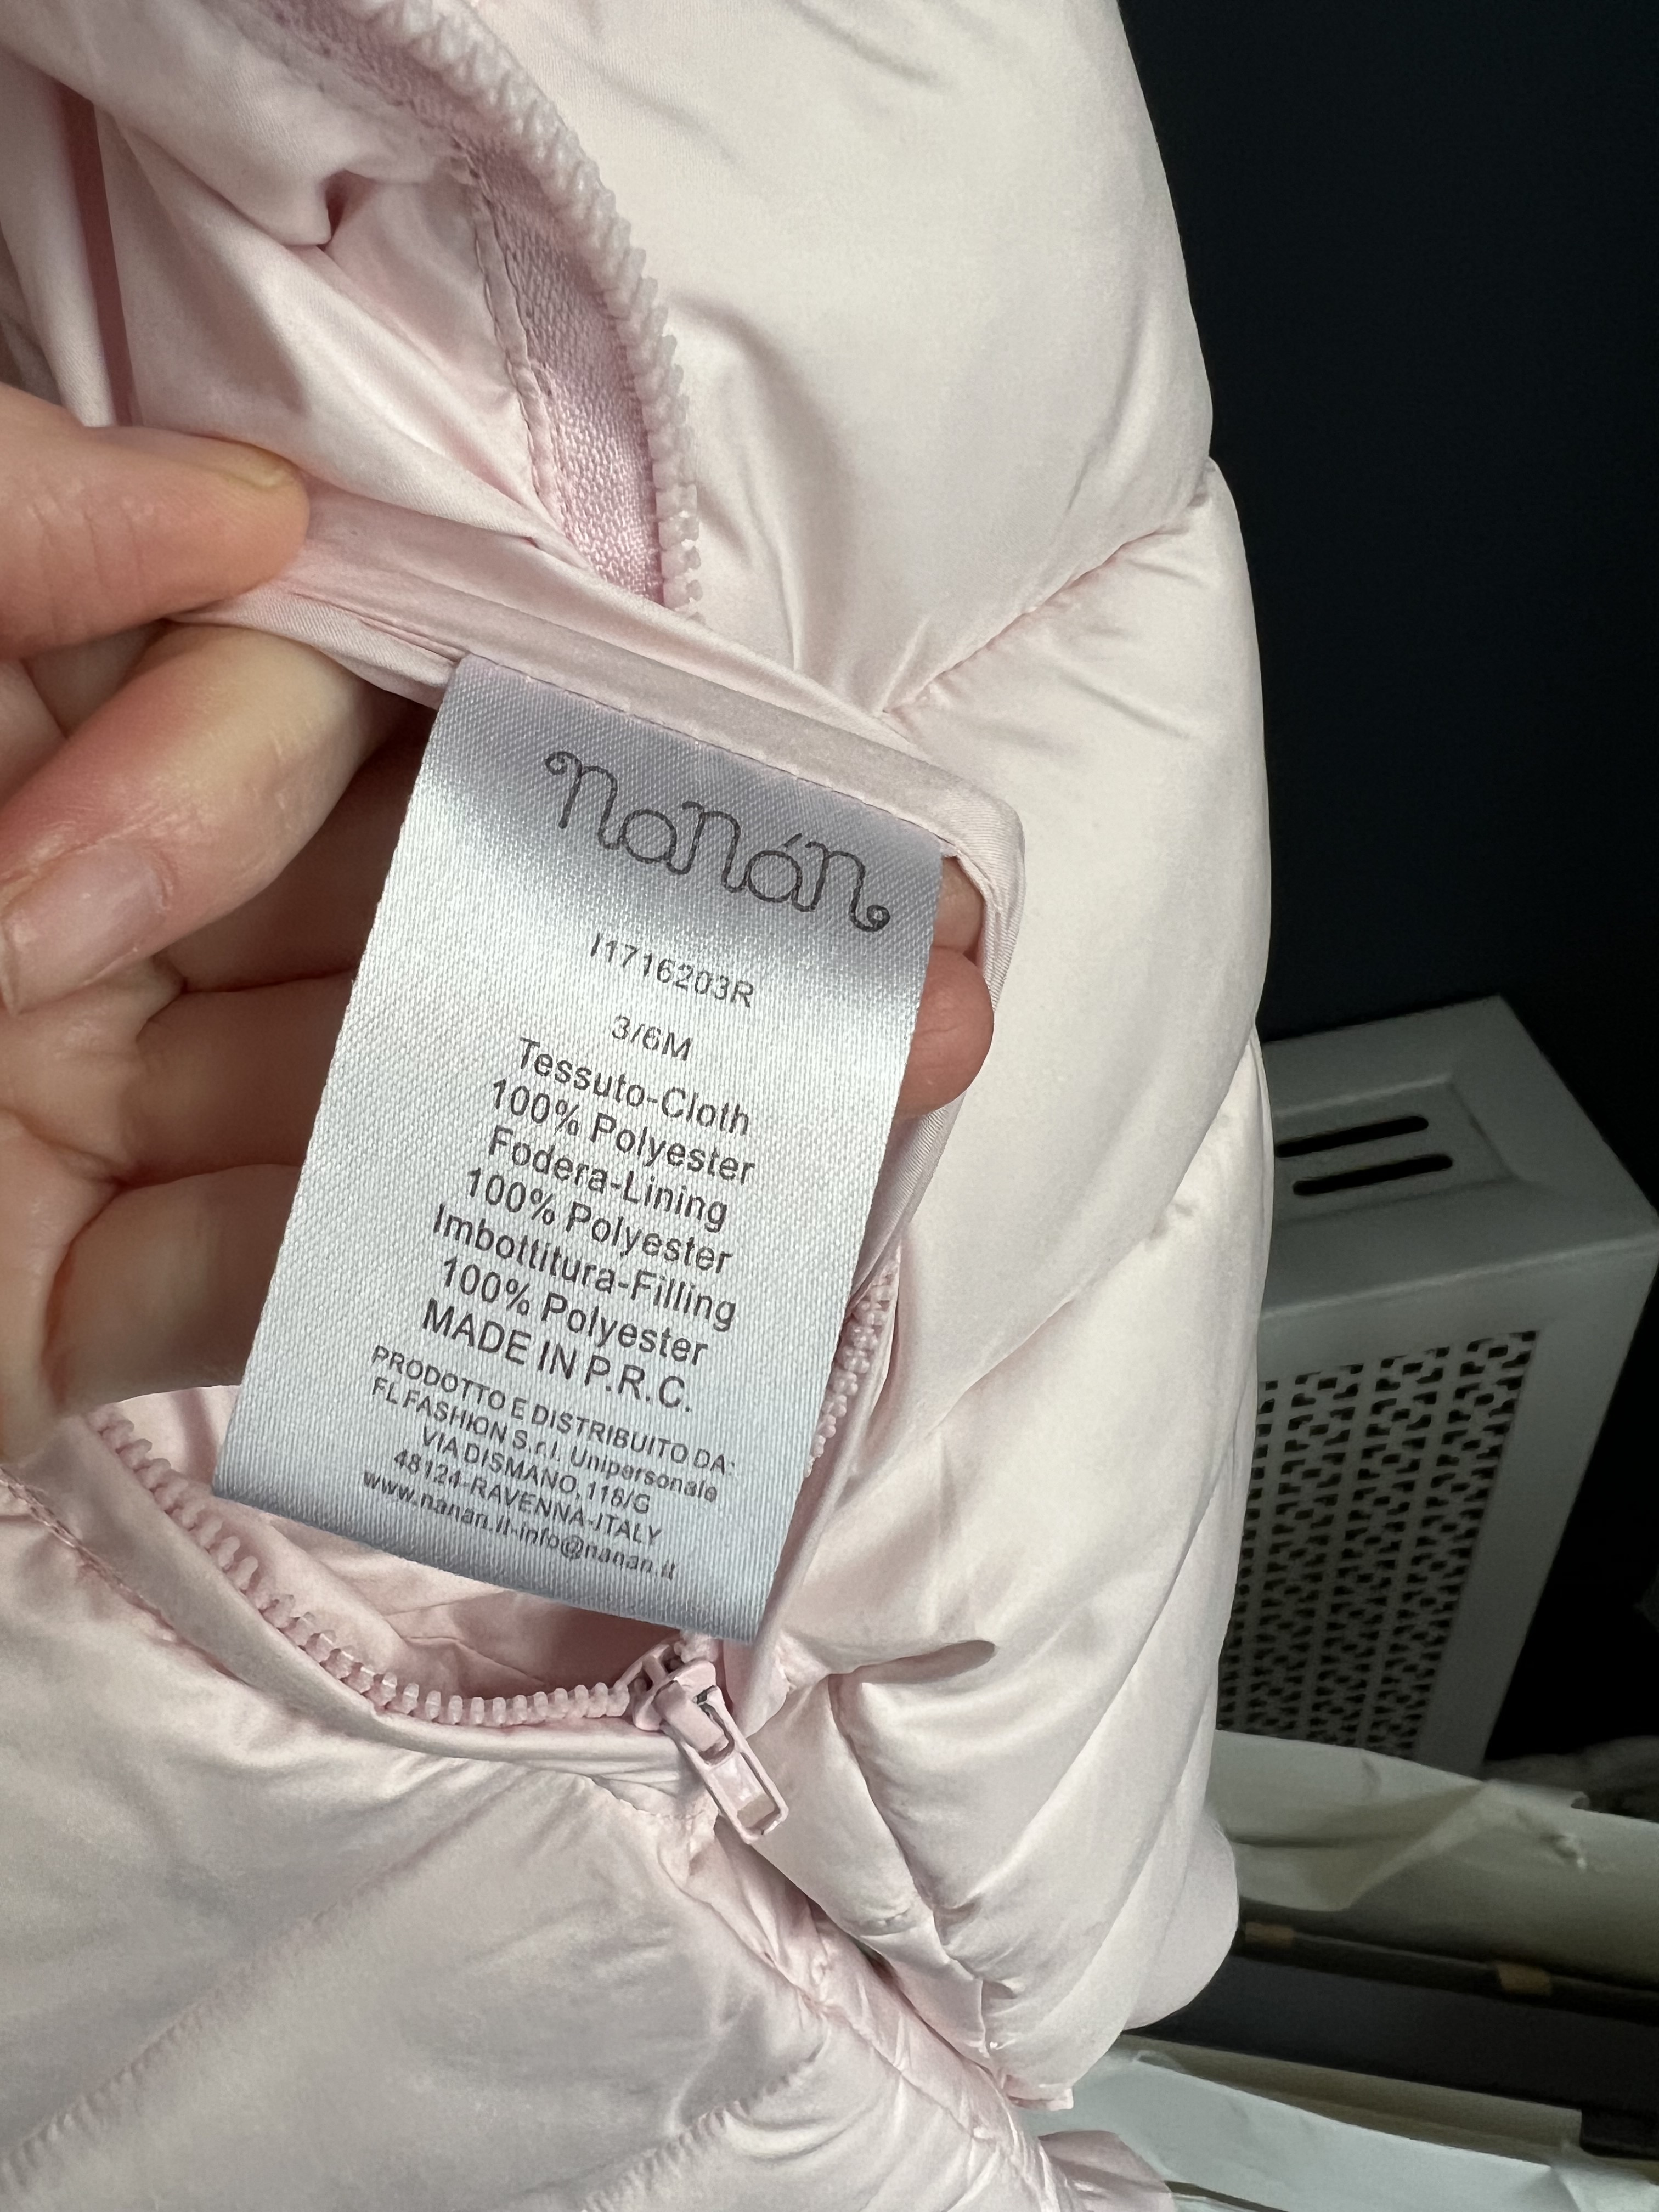 nanán
I1716203R
3/6M
Tessuto-Cloth
100% Polyester
Fodera-Lining
100% Polyester
Imbottitura-Filling
100% Polyester
MADE IN P.R.C.
PRODOTTO E DISTRIBUITO DA:
FL FASHION S.r.l. Unipersonale
VIA DISMANO, 116/G
48124-RAVENNA-ITALY
www.nanan.it-info@nanan.it